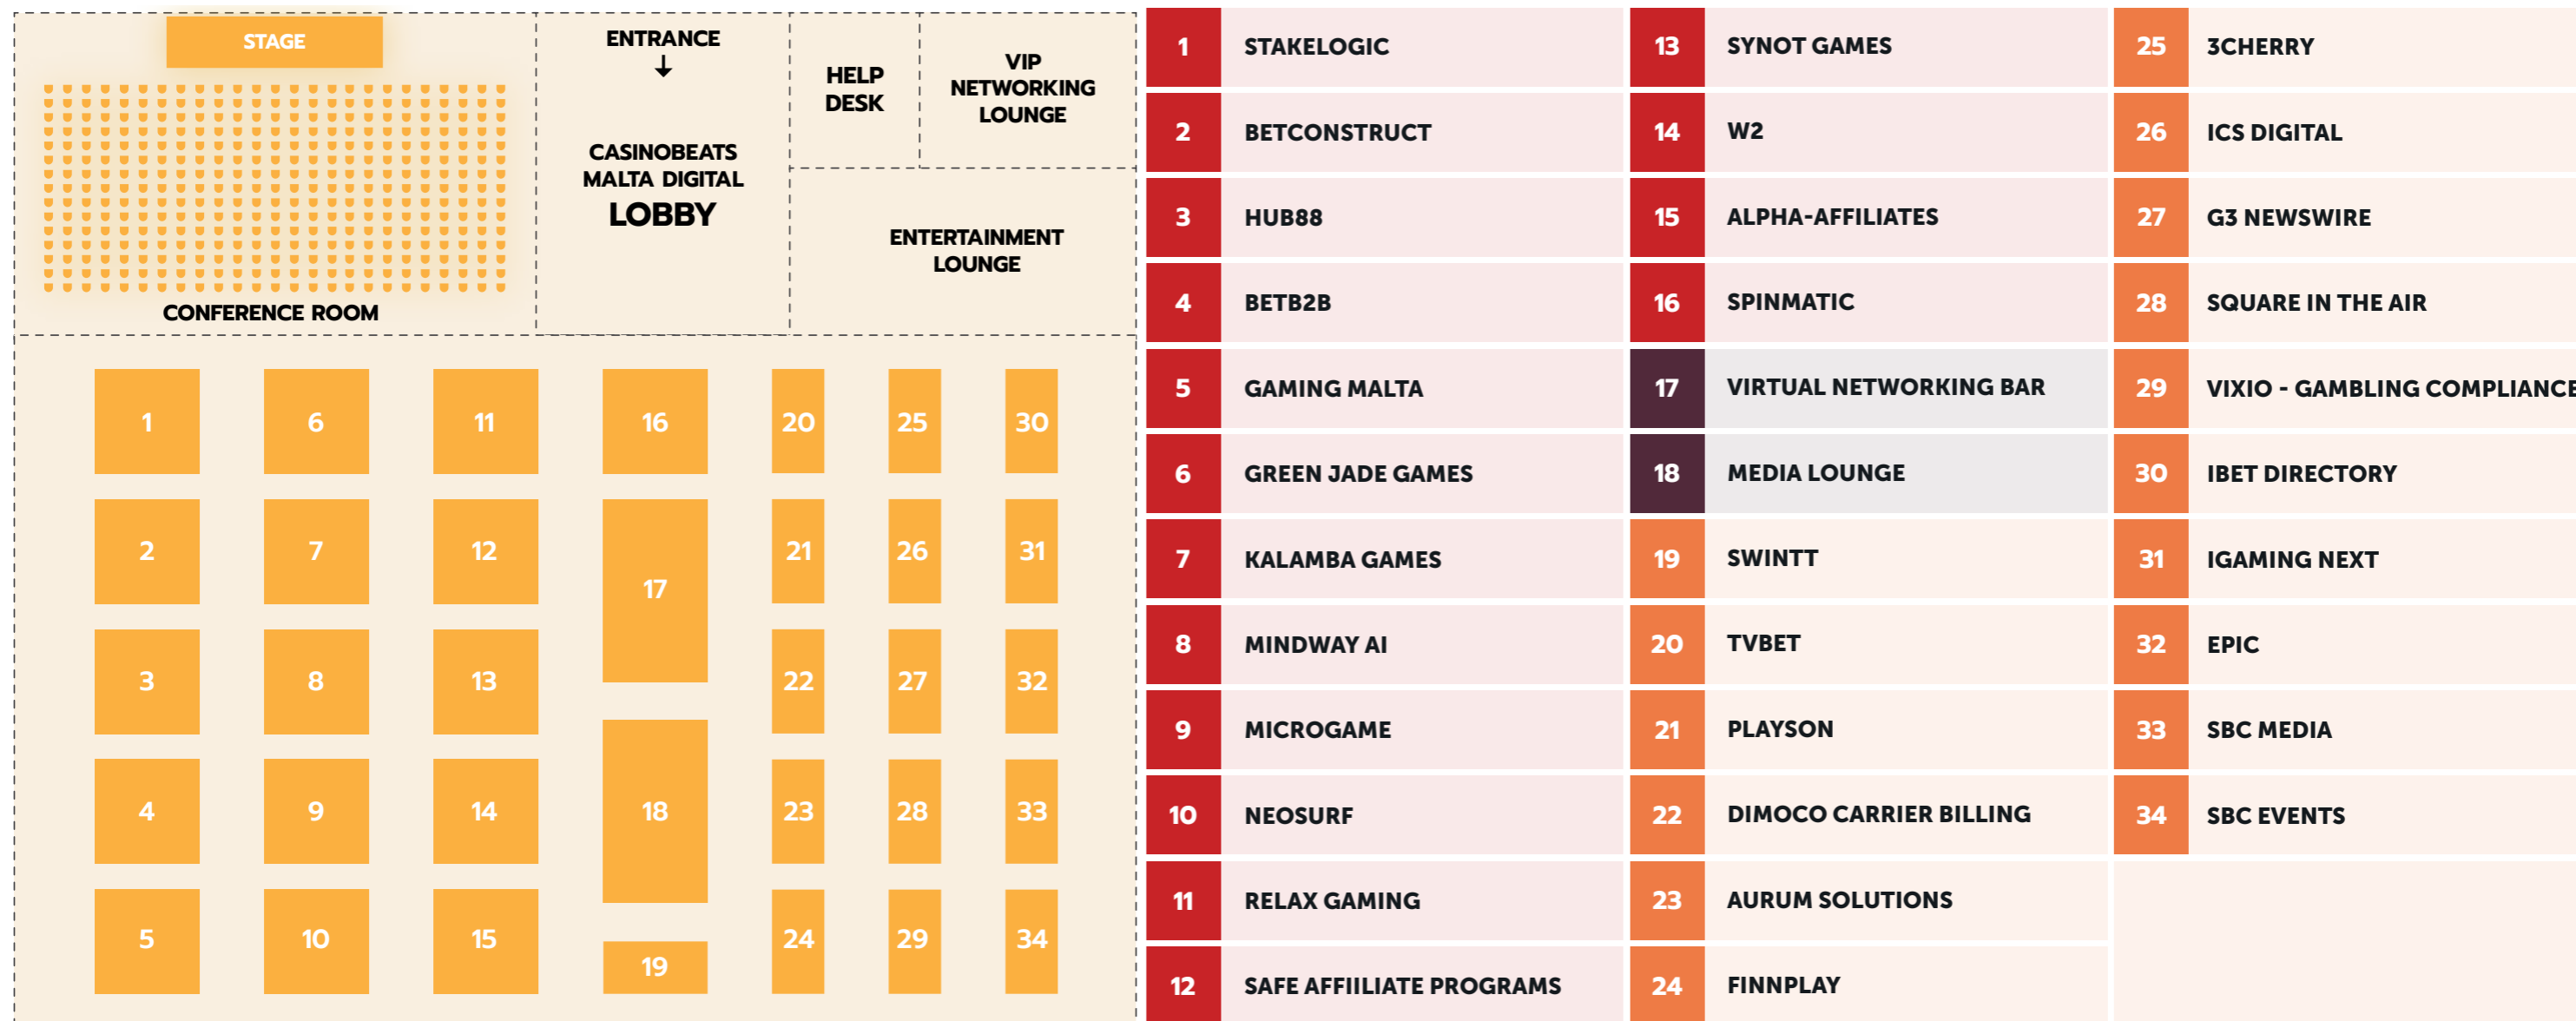 STAGE
CONFERENCE ROOM
ENTRANCE
↓
CASINOBEATS
MALTA DIGITAL
LOBBY
HELP
DESK
VIP
NETWORKING
LOUNGE
ENTERTAINMENT
LOUNGE
1
6
11
16
20
25
30
2
7
12
17
21
26
31
3
8
13
22
27
32
4
9
14
18
23
28
33
5
10
15
19
24
29
34
1 STAKELOGIC
2 BETCONSTRUCT
3 HUB88
4 BETB2B
5 GAMING MALTA
6 GREEN JADE GAMES
7 KALAMBA GAMES
8 MINDWAY AI
9 MICROGAME
10 NEOSURF
11 RELAX GAMING
12 SAFE AFFIILIATE PROGRAMS
13 SYNOT GAMES
14 W2
15 ALPHA-AFFILIATES
16 SPINMATIC
17 VIRTUAL NETWORKING BAR
18 MEDIA LOUNGE
19 SWINTT
20 TVBET
21 PLAYSON
22 DIMOCO CARRIER BILLING
23 AURUM SOLUTIONS
24 FINNPLAY
25 3CHERRY
26 ICS DIGITAL
27 G3 NEWSWIRE
28 SQUARE IN THE AIR
29 VIXIO - GAMBLING COMPLIANCE
30 IBET DIRECTORY
31 IGAMING NEXT
32 EPIC
33 SBC MEDIA
34 SBC EVENTS